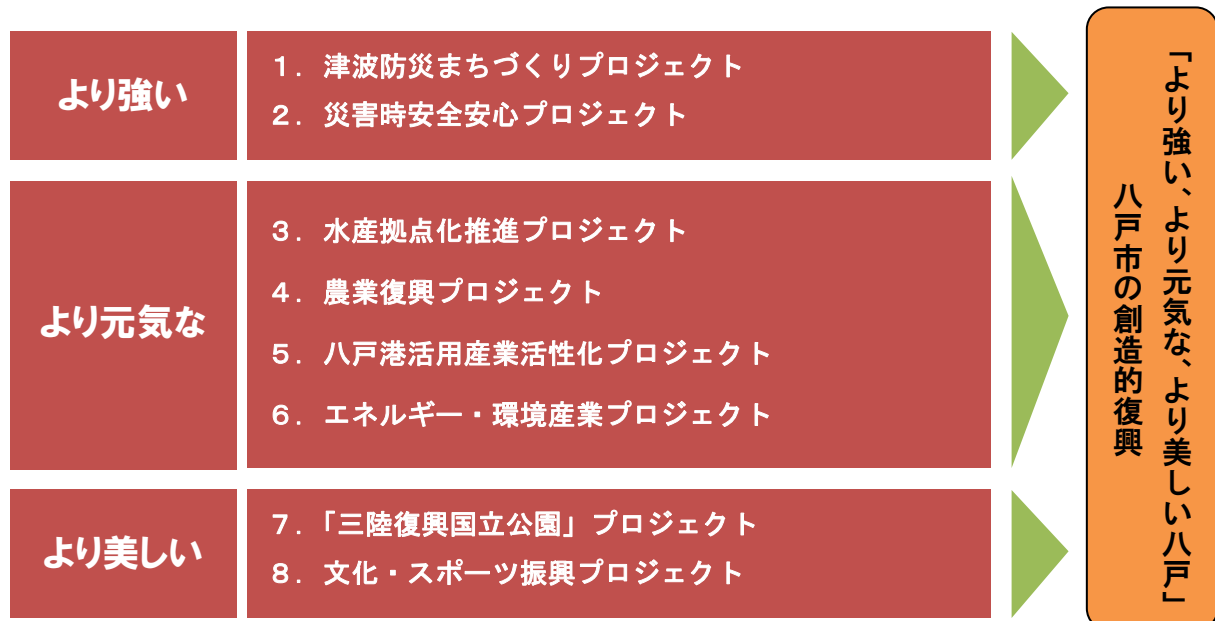 より強い
１．津波防災まちづくりプロジェクト
２．災害時安全安心プロジェクト
より元気な
３．水産拠点化推進プロジェクト
４．農業復興プロジェクト
５．八戸港活用産業活性化プロジェクト
６．エネルギー・環境産業プロジェクト
より美しい
７．「三陸復興国立公園」プロジェクト
８．文化・スポーツ振興プロジェクト
「より強い、より元気な、より美しい八戸」
八戸市の創造的復興